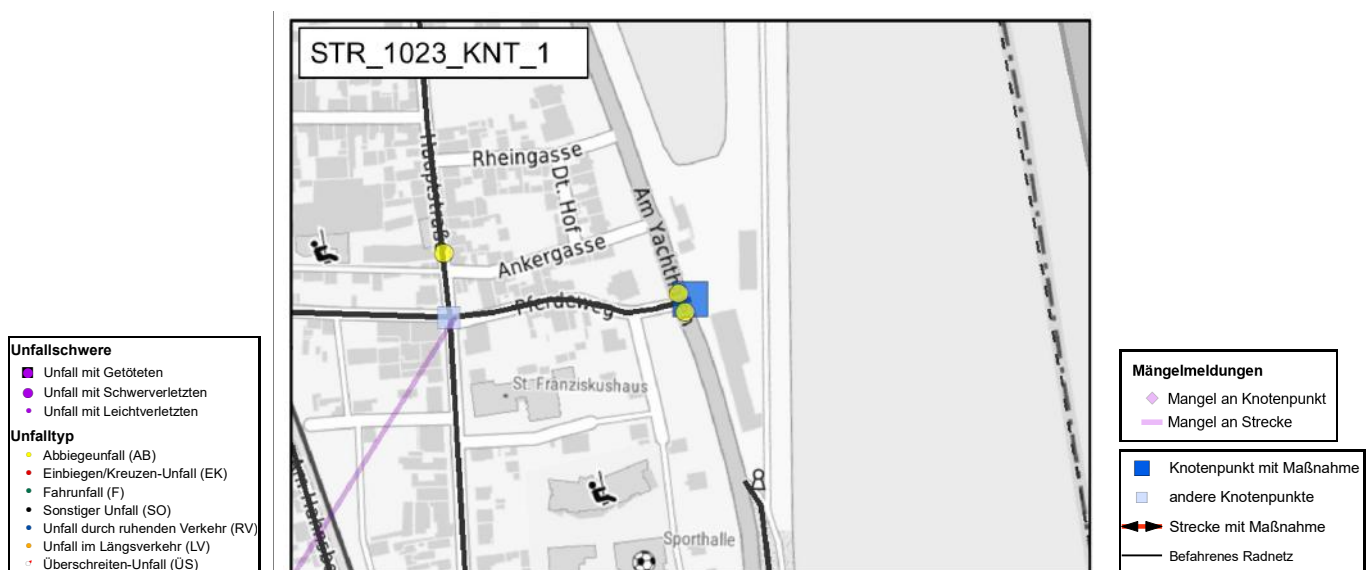 STR_1023_KNT_1
Hauptstraße
Rheingasse
Dt. Hof
Am Yachth
Ankergasse
Pferdeweg
St. Franziskushaus
Sporthalle
Unfallschwere
Unfall mit Getöteten
Unfall mit Schwerverletzten
Unfall mit Leichtverletzten
Unfalltyp
Abbiegeunfall (AB)
Einbiegen/Kreuzen-Unfall (EK)
Fahrunfall (F)
Sonstiger Unfall (SO)
Unfall durch ruhenden Verkehr (RV)
Unfall im Längsverkehr (LV)
Überschreiten-Unfall (ÜS)
Mängelmeldungen
Mangel an Knotenpunkt
Mangel an Strecke
Knotenpunkt mit Maßnahme
andere Knotenpunkte
Strecke mit Maßnahme
Befahrenes Radnetz